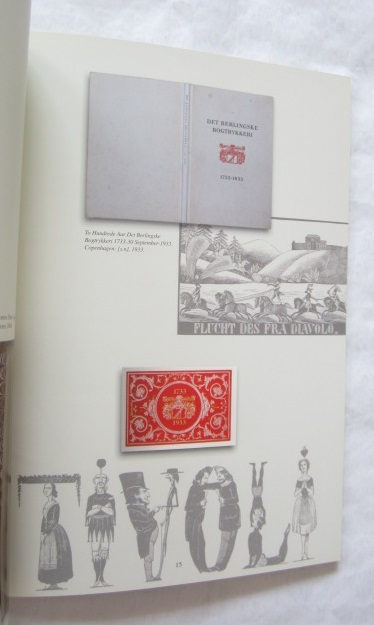 DET BERLINGSKE
BOGTRYKKERI
1733-1933
To Hundrede Aar Det Berlingske
Bogtrykkeri 1733-30 September-1933.
Copenhagen: [s.n], 1933.
FLUCHT DES FRA DIAVOLO.
1733
1933
15